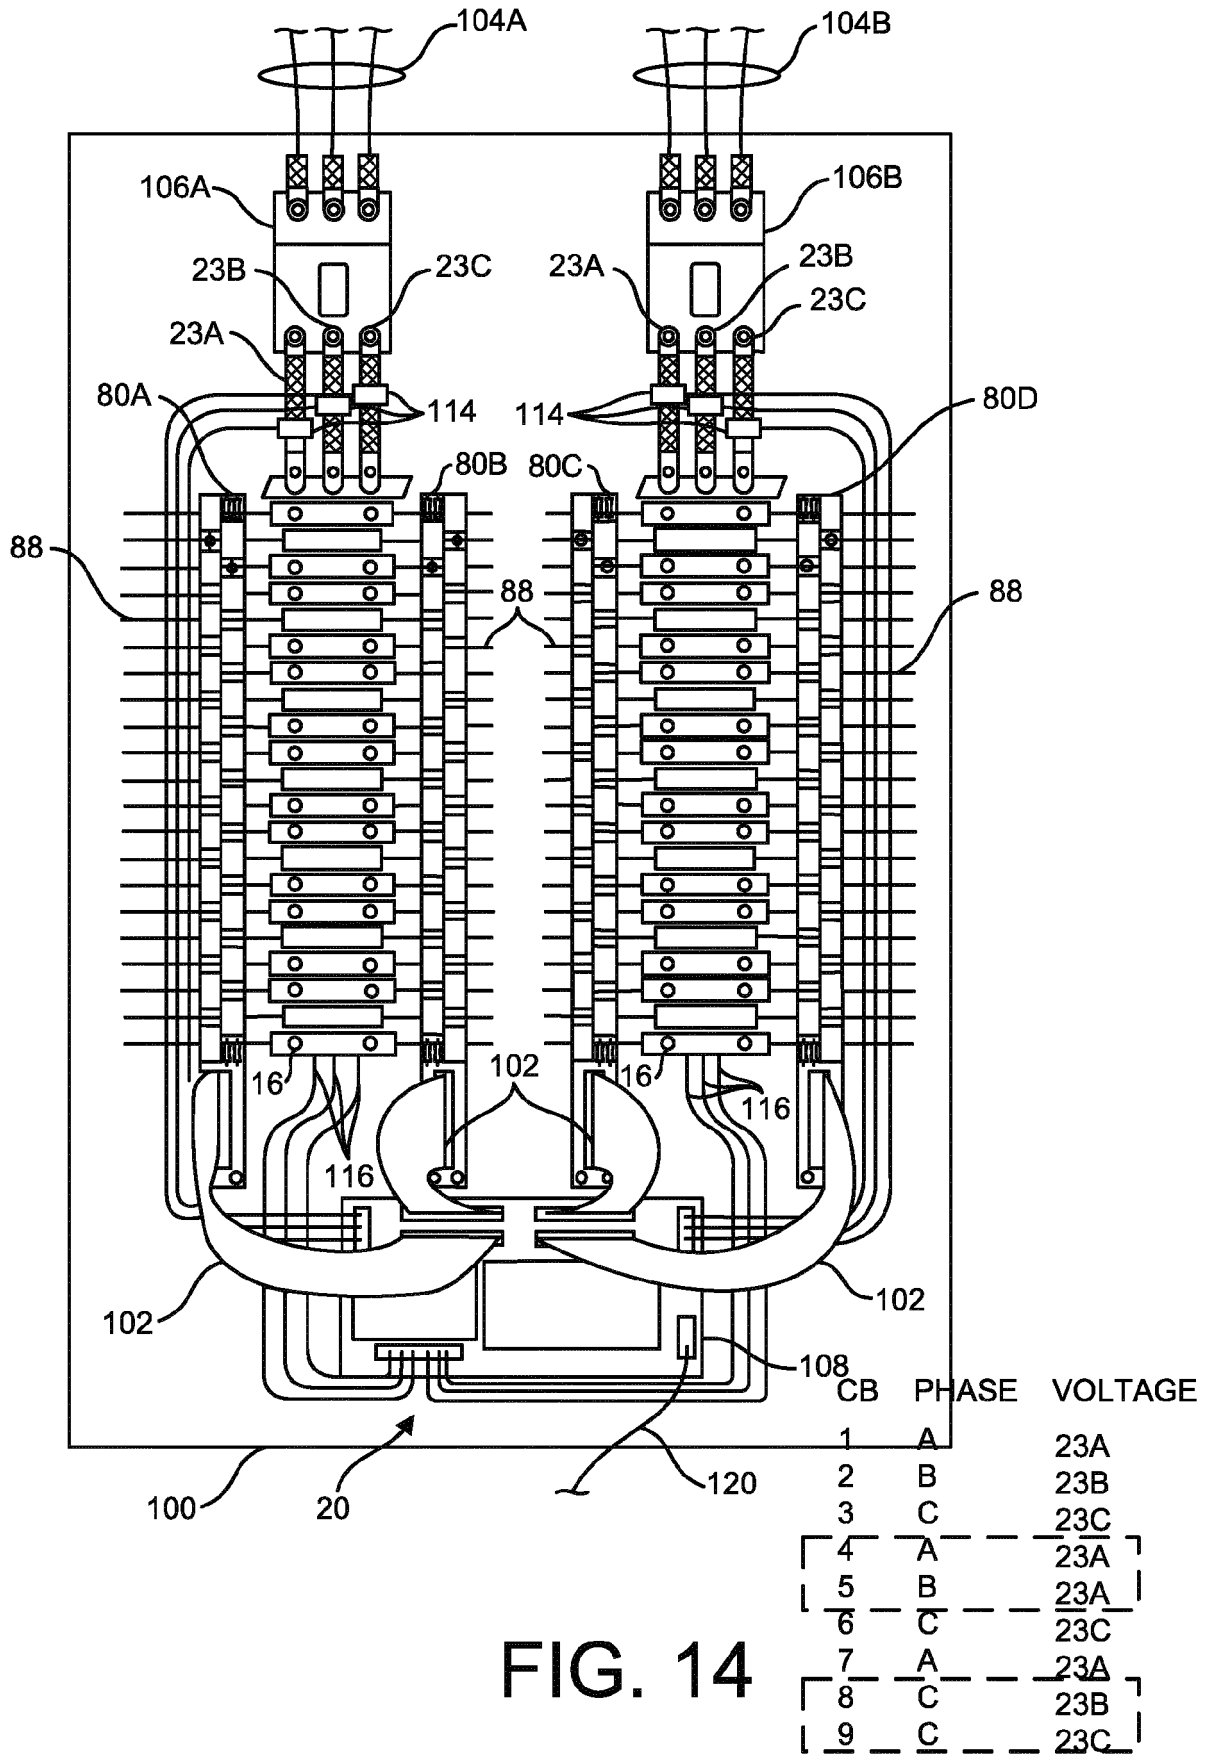 104A 104B
106A 106B
23B 23C 23A 23B
23A 23C
80A 114 114 80D
80B 80C
88 88 88
16 102 16
116 116
102 102
108
CB PHASE VOLTAGE
1 A 23A
2 B 23B
3 C 23C
4 A 23A
5 B 23A
6 C 23C
7 A 23A
8 C 23B
9 C 23C
100 20 120
FIG. 14